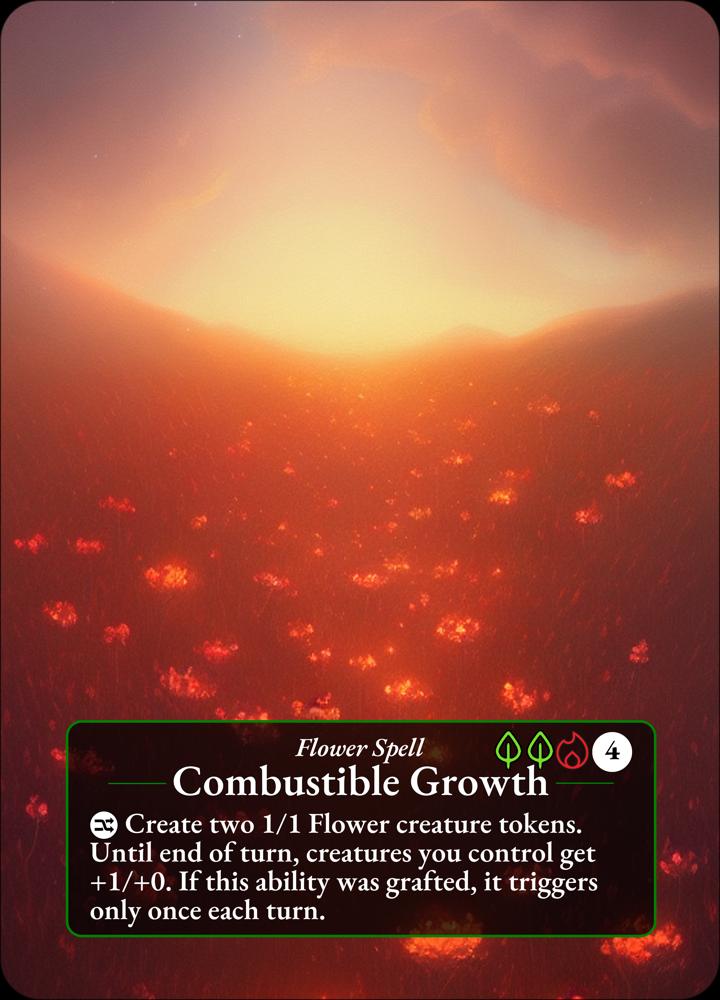 Flower Spell 4
Combustible Growth
Create two 1/1 Flower creature tokens.
Until end of turn, creatures you control get
+1/+0. If this ability was grafted, it triggers
only once each turn.